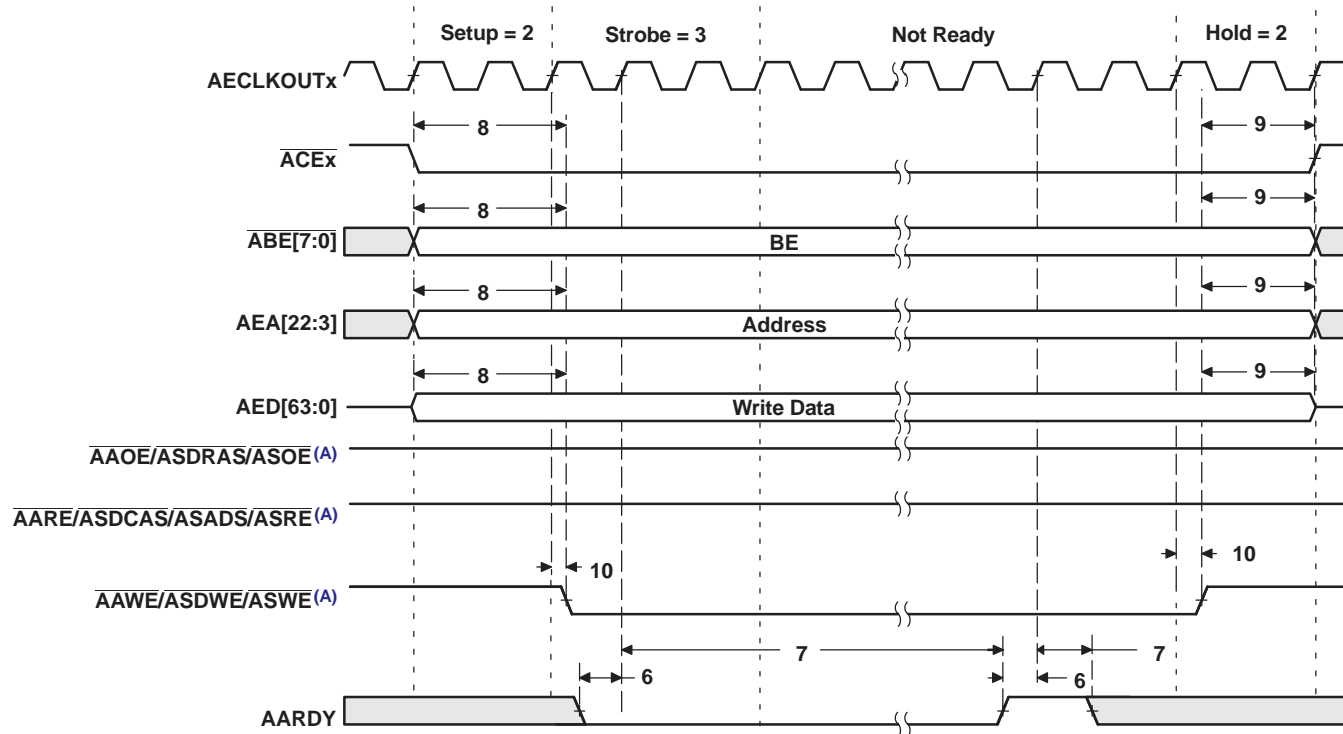 Setup = 2 Strobe = 3 Not Ready Hold = 2
AECLKOUTx
8 9
ACEx
8 9
ABE[7:0] BE
8 9
AEA[22:3] Address
8 9
AED[63:0] Write Data
AAOE/ASDRAS/ASOE(A)
AARE/ASDCAS/ASADS/ASRE(A)
10 10
AAWE/ASDWE/ASWE(A)
7 7
6 6
AARDY